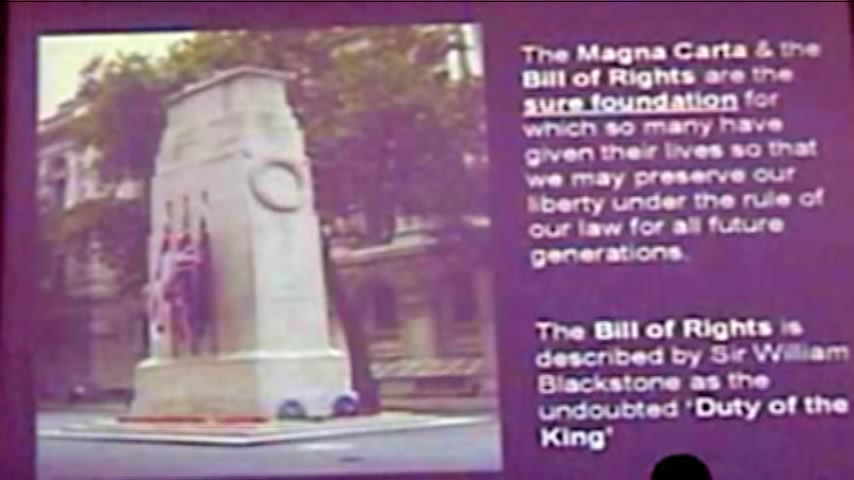 The Magna Carta & the
Bill of Rights are the
sure foundation for
which so many have
given their lives so that
we may preserve our
liberty under the rule of
our law for all future
generations.
The Bill of Rights is
described by Sir William
Blackstone as the
undoubted 'Duty of the
King'